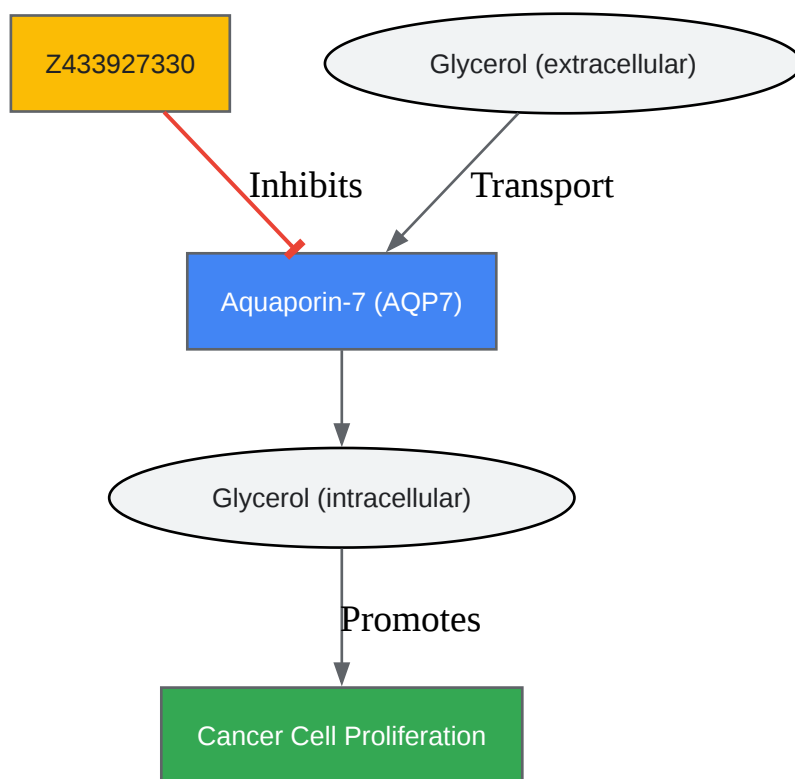 Z433927330
Glycerol (extracellular)
Inhibits
Transport
Aquaporin-7 (AQP7)
Glycerol (intracellular)
Promotes
Cancer Cell Proliferation